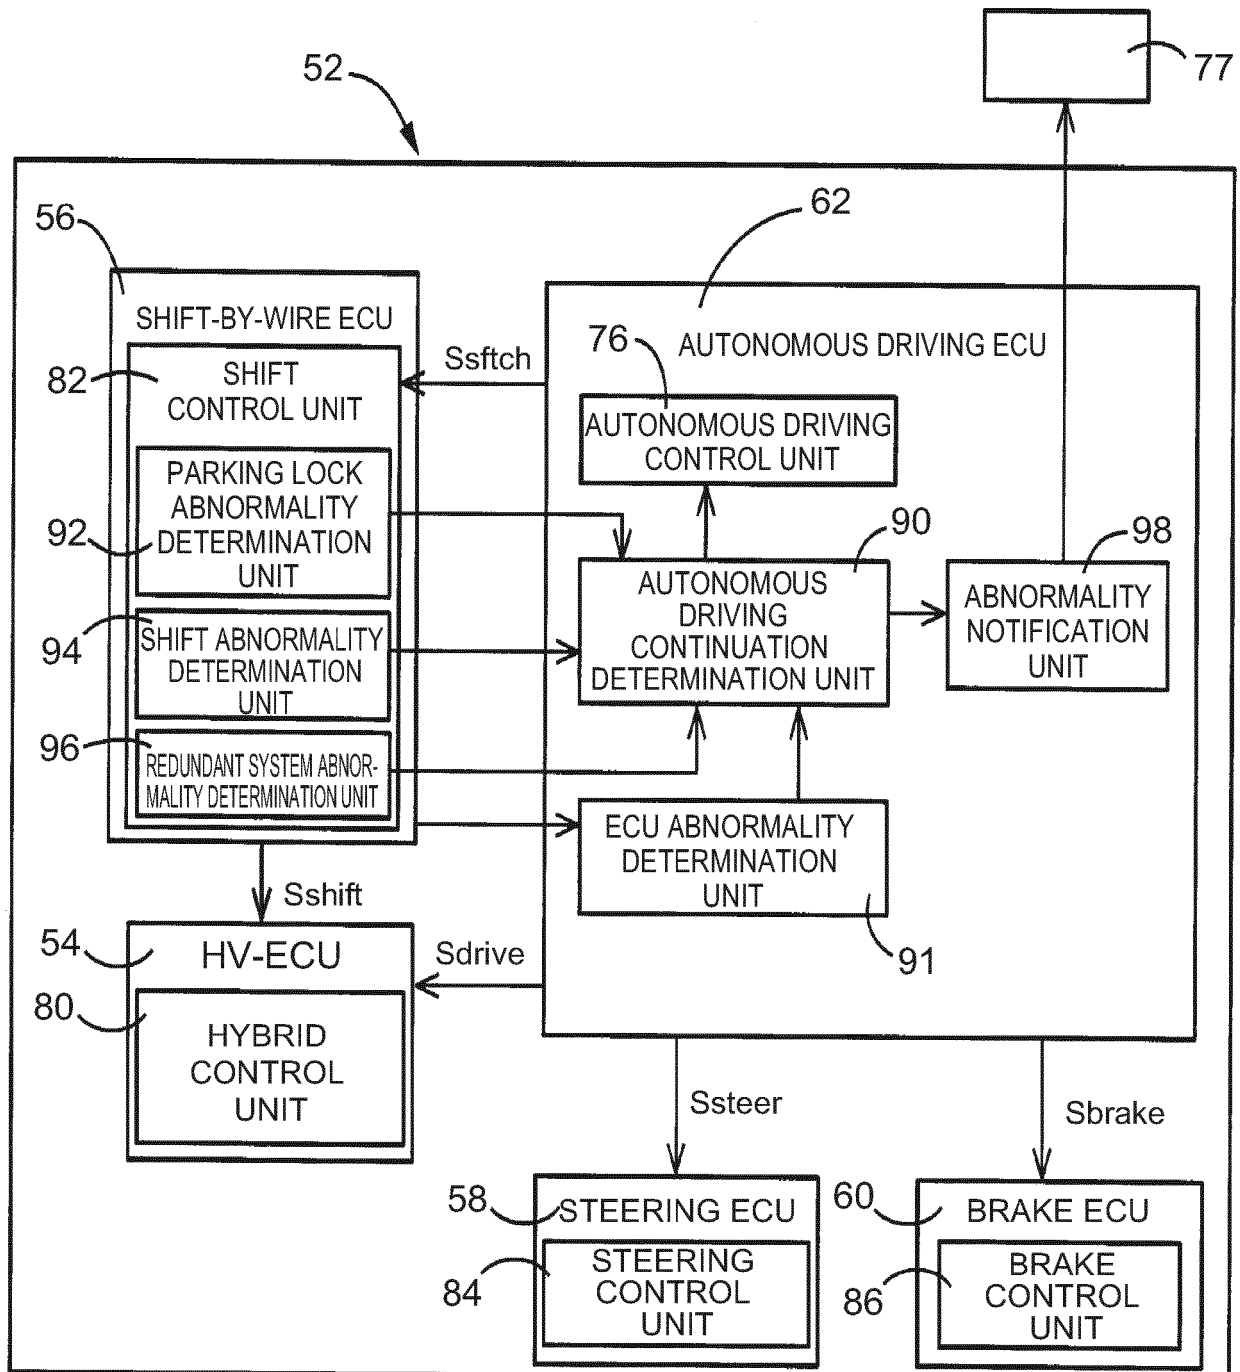 52
77
56
62
SHIFT-BY-WIRE ECU
Ssftch
76
AUTONOMOUS DRIVING ECU
82
SHIFT
CONTROL UNIT
AUTONOMOUS DRIVING
CONTROL UNIT
PARKING LOCK
ABNORMALITY
DETERMINATION
UNIT
92
90
98
AUTONOMOUS
DRIVING
CONTINUATION
DETERMINATION UNIT
ABNORMALITY
NOTIFICATION
UNIT
94
SHIFT ABNORMALITY
DETERMINATION
UNIT
96
REDUNDANT SYSTEM ABNOR-
MALITY DETERMINATION UNIT
ECU ABNORMALITY
DETERMINATION
UNIT
91
Sshift
54
HV-ECU
Sdrive
80
HYBRID
CONTROL
UNIT
Ssteer
Sbrake
58
STEERING ECU
84
STEERING
CONTROL
UNIT
60
BRAKE ECU
86
BRAKE
CONTROL
UNIT